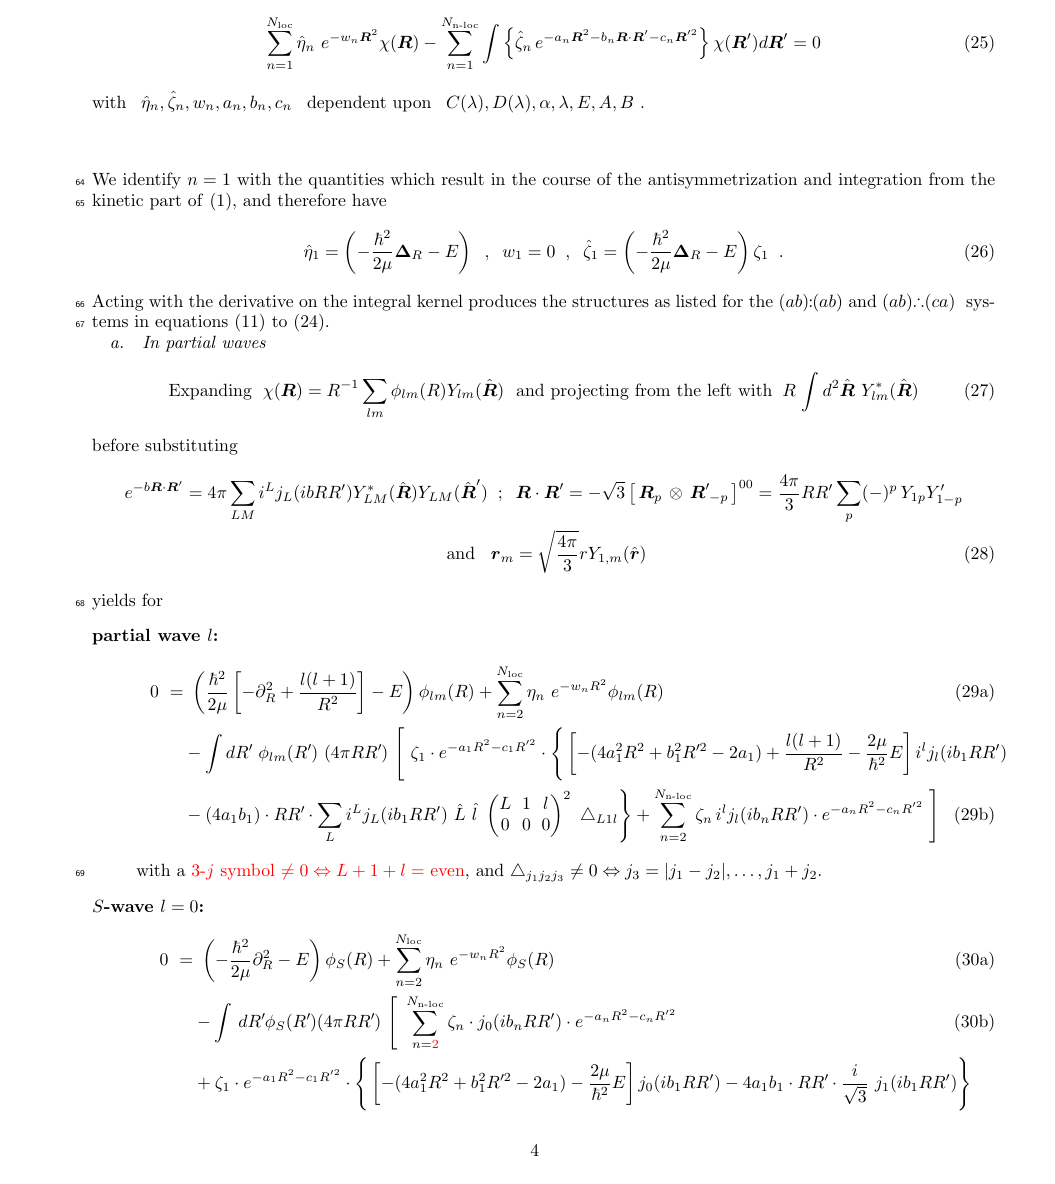 \sum_{n=1}^{N_{\text{loc}}} \hat{\eta}_n \, e^{-w_n \boldsymbol{R}^2} \chi(\boldsymbol{R}) - \sum_{n=1}^{N_{\text{n-loc}}} \int \left\{ \hat{\zeta}_n \, e^{-a_n \boldsymbol{R}^2 - b_n \boldsymbol{R}\cdot\boldsymbol{R}' - c_n \boldsymbol{R}'^2} \right\} \chi(\boldsymbol{R}') d\boldsymbol{R}' = 0 (25)
with \hat{\eta}_n, \hat{\zeta}_n, w_n, a_n, b_n, c_n dependent upon C(\lambda), D(\lambda), \alpha, \lambda, E, A, B .
64 We identify n = 1 with the quantities which result in the course of the antisymmetrization and integration from the
65 kinetic part of (1), and therefore have
\hat{\eta}_1 = \left( -\frac{\hbar^2}{2\mu} \boldsymbol{\Delta}_R - E \right) , w_1 = 0 , \hat{\zeta}_1 = \left( -\frac{\hbar^2}{2\mu} \boldsymbol{\Delta}_R - E \right) \zeta_1 . (26)
66 Acting with the derivative on the integral kernel produces the structures as listed for the (ab):(ab) and (ab)∴(ca) sys-
67 tems in equations (11) to (24).
a. In partial waves
Expanding \chi(\boldsymbol{R}) = R^{-1} \sum_{lm} \phi_{lm}(R) Y_{lm}(\hat{\boldsymbol{R}}) and projecting from the left with R \int d^2\hat{\boldsymbol{R}} \, Y^*_{lm}(\hat{\boldsymbol{R}}) (27)
before substituting
e^{-b\boldsymbol{R}\cdot\boldsymbol{R}'} = 4\pi \sum_{LM} i^L j_L(ibRR') Y^*_{LM}(\hat{\boldsymbol{R}}) Y_{LM}(\hat{\boldsymbol{R}}') ; \boldsymbol{R}\cdot\boldsymbol{R}' = -\sqrt{3} \left[ \boldsymbol{R}_p \otimes \boldsymbol{R}'_{-p} \right]^{00} = \frac{4\pi}{3} RR' \sum_p (-)^p \, Y_{1p} Y'_{1-p}
and \boldsymbol{r}_m = \sqrt{\frac{4\pi}{3}} r Y_{1,m}(\hat{r}) (28)
68 yields for
partial wave l:
0 = \left( \frac{\hbar^2}{2\mu} \left[ -\partial_R^2 + \frac{l(l+1)}{R^2} \right] - E \right) \phi_{lm}(R) + \sum_{n=2}^{N_{\text{loc}}} \eta_n \, e^{-w_n R^2} \phi_{lm}(R) (29a)
- \int dR' \, \phi_{lm}(R') \, (4\pi RR') \left[ \zeta_1 \cdot e^{-a_1 R^2 - c_1 R'^2} \cdot \left\{ \left[ -(4a_1^2 R^2 + b_1^2 R'^2 - 2a_1) + \frac{l(l+1)}{R^2} - \frac{2\mu}{\hbar^2} E \right] i^l j_l(ib_1 RR')
- (4a_1 b_1) \cdot RR' \cdot \sum_L i^L j_L(ib_1 RR') \, \hat{L} \, \hat{l} \begin{pmatrix} L & 1 & l \\ 0 & 0 & 0 \end{pmatrix}^2 \triangle_{L1l} \right\} + \sum_{n=2}^{N_{\text{n-loc}}} \zeta_n \, i^l j_l(ib_n RR') \cdot e^{-a_n R^2 - c_n R'^2} \right] (29b)
69 with a 3-j symbol ≠ 0 ⇔ L + 1 + l = even, and \triangle_{j_1 j_2 j_3} ≠ 0 ⇔ j_3 = |j_1 − j_2|, . . . , j_1 + j_2.
S-wave l = 0:
0 = \left( -\frac{\hbar^2}{2\mu} \partial_R^2 - E \right) \phi_S(R) + \sum_{n=2}^{N_{\text{loc}}} \eta_n \, e^{-w_n R^2} \phi_S(R) (30a)
- \int dR' \phi_S(R') (4\pi RR') \left[ \sum_{n=2}^{N_{\text{n-loc}}} \zeta_n \cdot j_0(ib_n RR') \cdot e^{-a_n R^2 - c_n R'^2} (30b)
+ \zeta_1 \cdot e^{-a_1 R^2 - c_1 R'^2} \cdot \left\{ \left[ -(4a_1^2 R^2 + b_1^2 R'^2 - 2a_1) - \frac{2\mu}{\hbar^2} E \right] j_0(ib_1 RR') - 4a_1 b_1 \cdot RR' \cdot \frac{i}{\sqrt{3}} \, j_1(ib_1 RR') \right\}
4